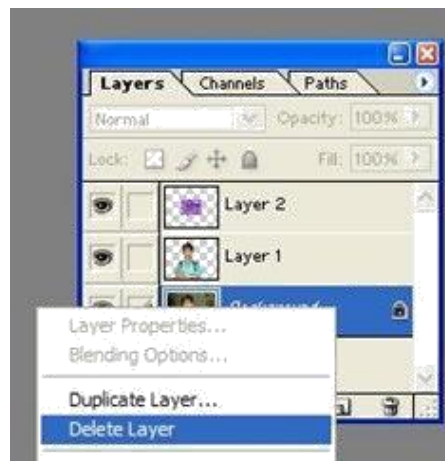 Layers Channels Paths
Normal Opacity: 100%
Lock: Fill: 100%
Layer 2
Layer 1
Background
Layer Properties...
Blending Options...
Duplicate Layer...
Delete Layer